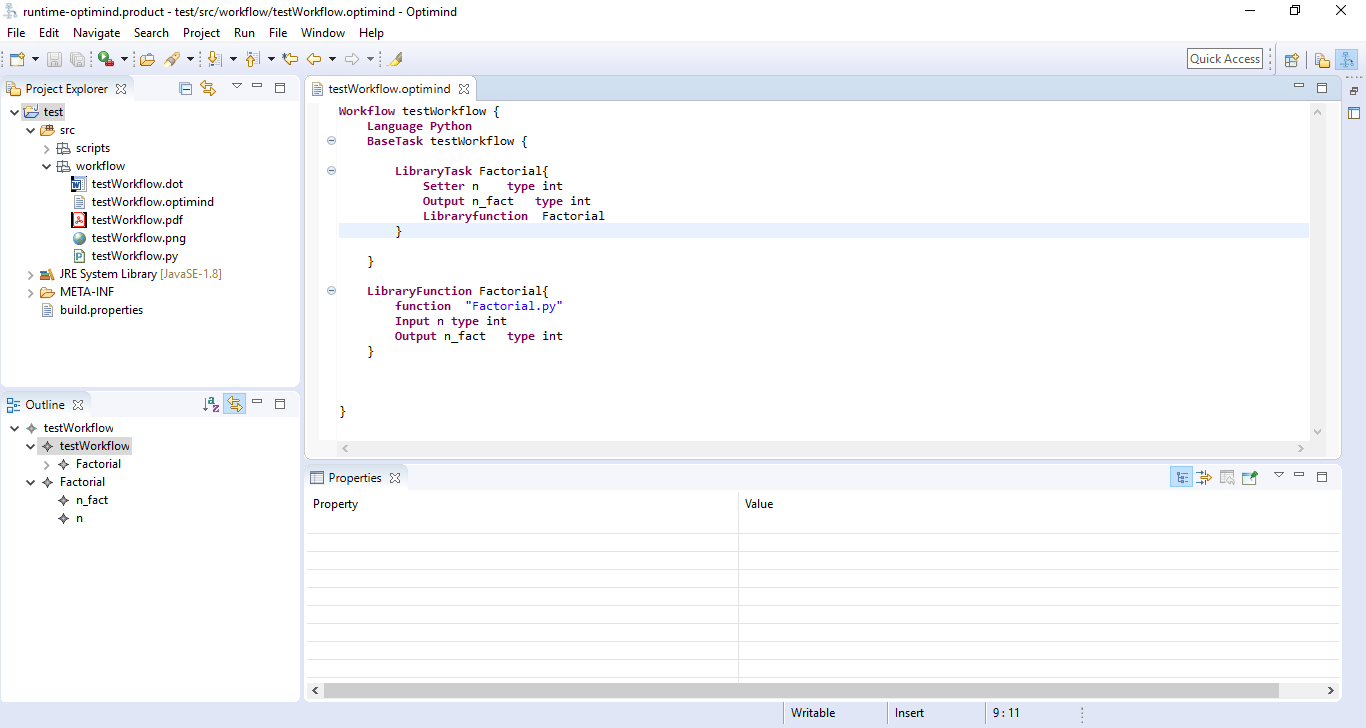 runtime-optimind.product - test/src/workflow/testWorkflow.optimind - Optimind
File Edit Navigate Search Project Run File Window Help
Quick Access
Project Explorer
test
src
scripts
workflow
testWorkflow.dot
testWorkflow.optimind
testWorkflow.pdf
testWorkflow.png
testWorkflow.py
JRE System Library [JavaSE-1.8]
META-INF
build.properties
Outline
testWorkflow
testWorkflow
Factorial
Factorial
n_fact
n
testWorkflow.optimind
Workflow testWorkflow {
Language Python
BaseTask testWorkflow {
LibraryTask Factorial{
Setter n type int
Output n_fact type int
Libraryfunction Factorial
}
}
LibraryFunction Factorial{
function "Factorial.py"
Input n type int
Output n_fact type int
}
}
Properties
Property Value
Writable Insert 9 : 11